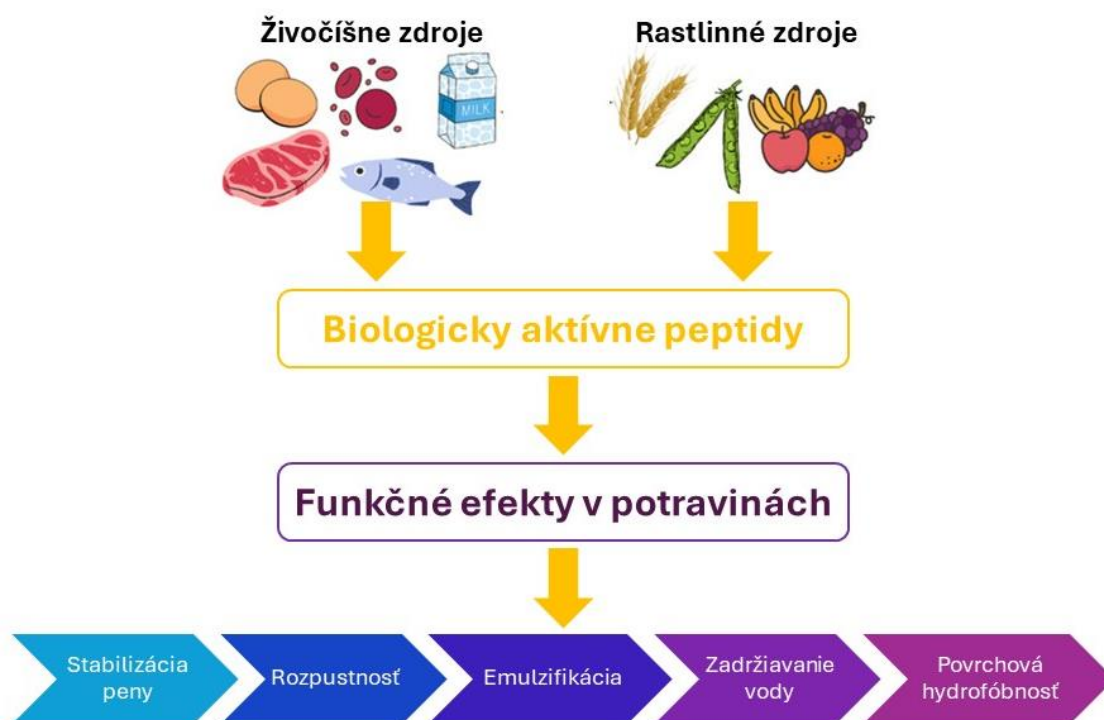 Živočíšne zdroje
Rastlinné zdroje
MILK
Biologicky aktívne peptidy
Funkčné efekty v potravinách
Stabilizácia
peny
Rozpustnosť
Emulzifikácia
Zadržiavanie
vody
Povrchová
hydrofóbnosť